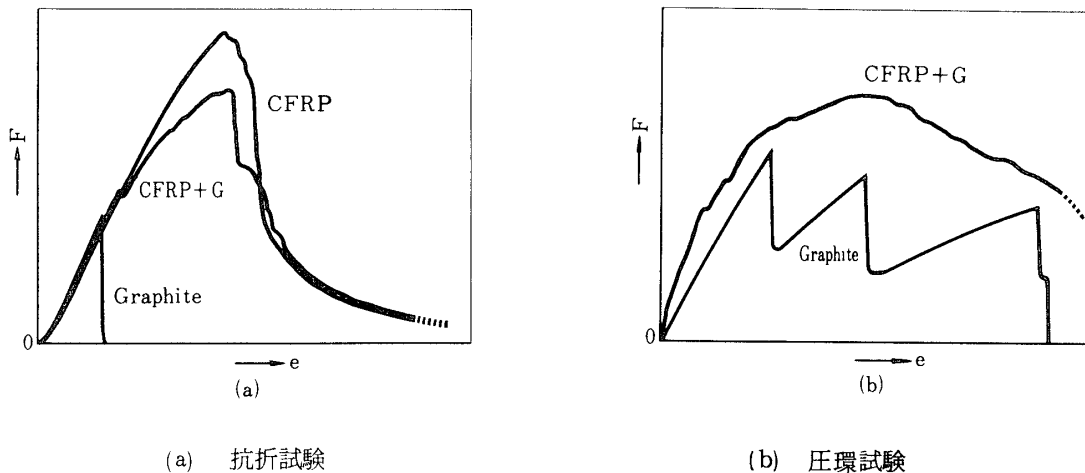 F
CFRP
CFRP+G
Graphite
0
e
(a)
F
CFRP+G
Graphite
0
e
(b)
(a) 抗折試験
(b) 圧環試験